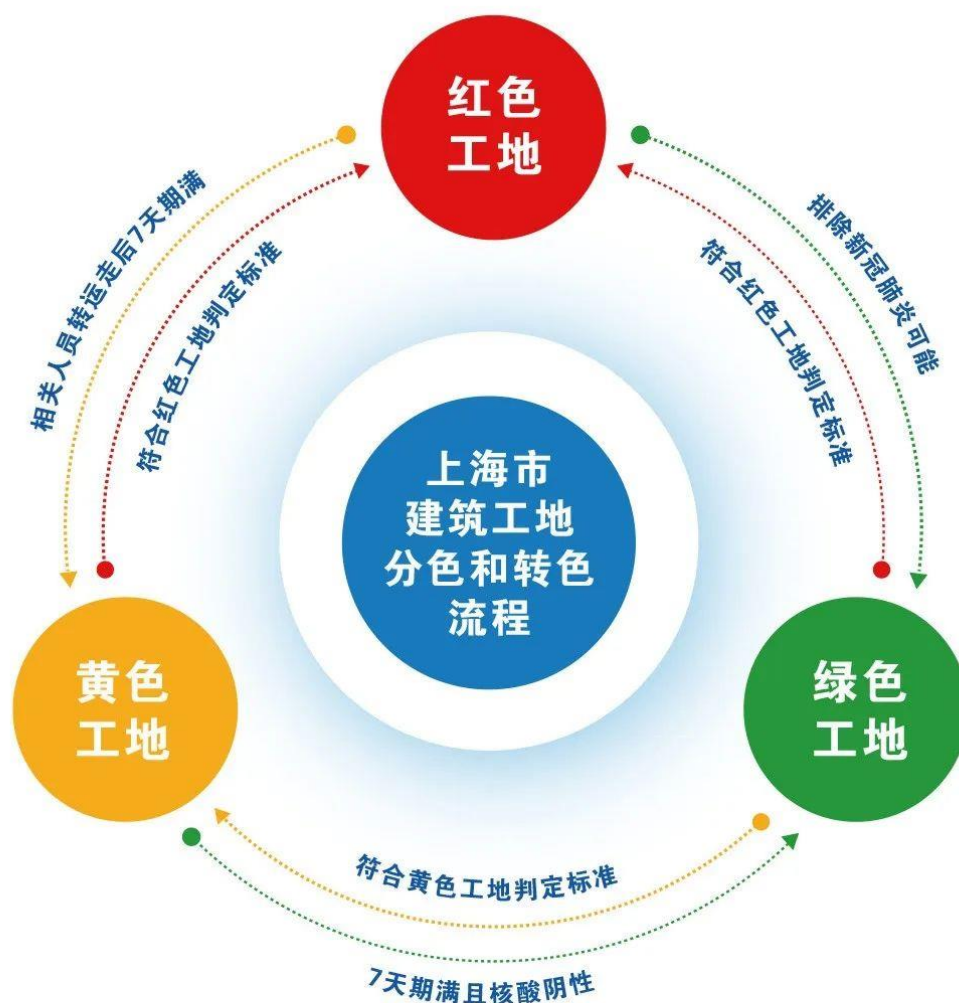 红色
工地
相关人员转运走后7天期满
符合红色工地判定标准
符合红色工地判定标准
排除新冠肺炎可能
上海市
建筑工地
分色和转色
流程
黄色
工地
绿色
工地
符合黄色工地判定标准
7天期满且核酸阴性